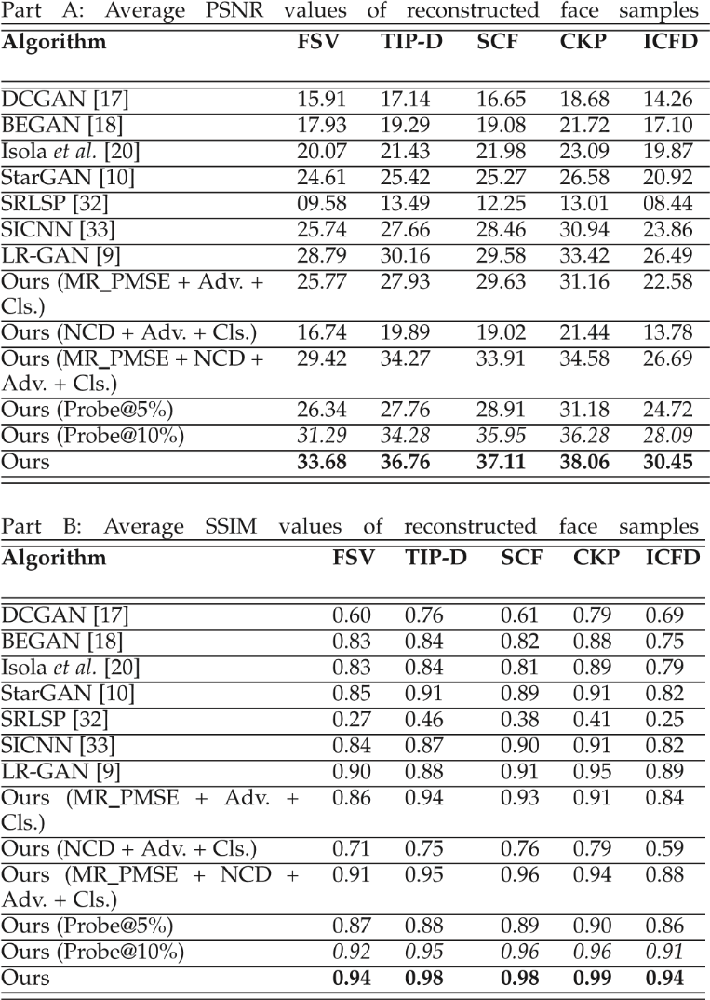 Part A: Average PSNR values of reconstructed face samples
Algorithm FSV TIP-D SCF CKP ICFD
DCGAN [17] 15.91 17.14 16.65 18.68 14.26
BEGAN [18] 17.93 19.29 19.08 21.72 17.10
Isola et al. [20] 20.07 21.43 21.98 23.09 19.87
StarGAN [10] 24.61 25.42 25.27 26.58 20.92
SRLSP [32] 09.58 13.49 12.25 13.01 08.44
SICNN [33] 25.74 27.66 28.46 30.94 23.86
LR-GAN [9] 28.79 30.16 29.58 33.42 26.49
Ours (MR_PMSE + Adv. + 25.77 27.93 29.63 31.16 22.58
Cls.)
Ours (NCD + Adv. + Cls.) 16.74 19.89 19.02 21.44 13.78
Ours (MR_PMSE + NCD + 29.42 34.27 33.91 34.58 26.69
Adv. + Cls.)
Ours (Probe@5%) 26.34 27.76 28.91 31.18 24.72
Ours (Probe@10%) 31.29 34.28 35.95 36.28 28.09
Ours 33.68 36.76 37.11 38.06 30.45
Part B: Average SSIM values of reconstructed face samples
Algorithm FSV TIP-D SCF CKP ICFD
DCGAN [17] 0.60 0.76 0.61 0.79 0.69
BEGAN [18] 0.83 0.84 0.82 0.88 0.75
Isola et al. [20] 0.83 0.84 0.81 0.89 0.79
StarGAN [10] 0.85 0.91 0.89 0.91 0.82
SRLSP [32] 0.27 0.46 0.38 0.41 0.25
SICNN [33] 0.84 0.87 0.90 0.91 0.82
LR-GAN [9] 0.90 0.88 0.91 0.95 0.89
Ours (MR_PMSE + Adv. + 0.86 0.94 0.93 0.91 0.84
Cls.)
Ours (NCD + Adv. + Cls.) 0.71 0.75 0.76 0.79 0.59
Ours (MR_PMSE + NCD + 0.91 0.95 0.96 0.94 0.88
Adv. + Cls.)
Ours (Probe@5%) 0.87 0.88 0.89 0.90 0.86
Ours (Probe@10%) 0.92 0.95 0.96 0.96 0.91
Ours 0.94 0.98 0.98 0.99 0.94